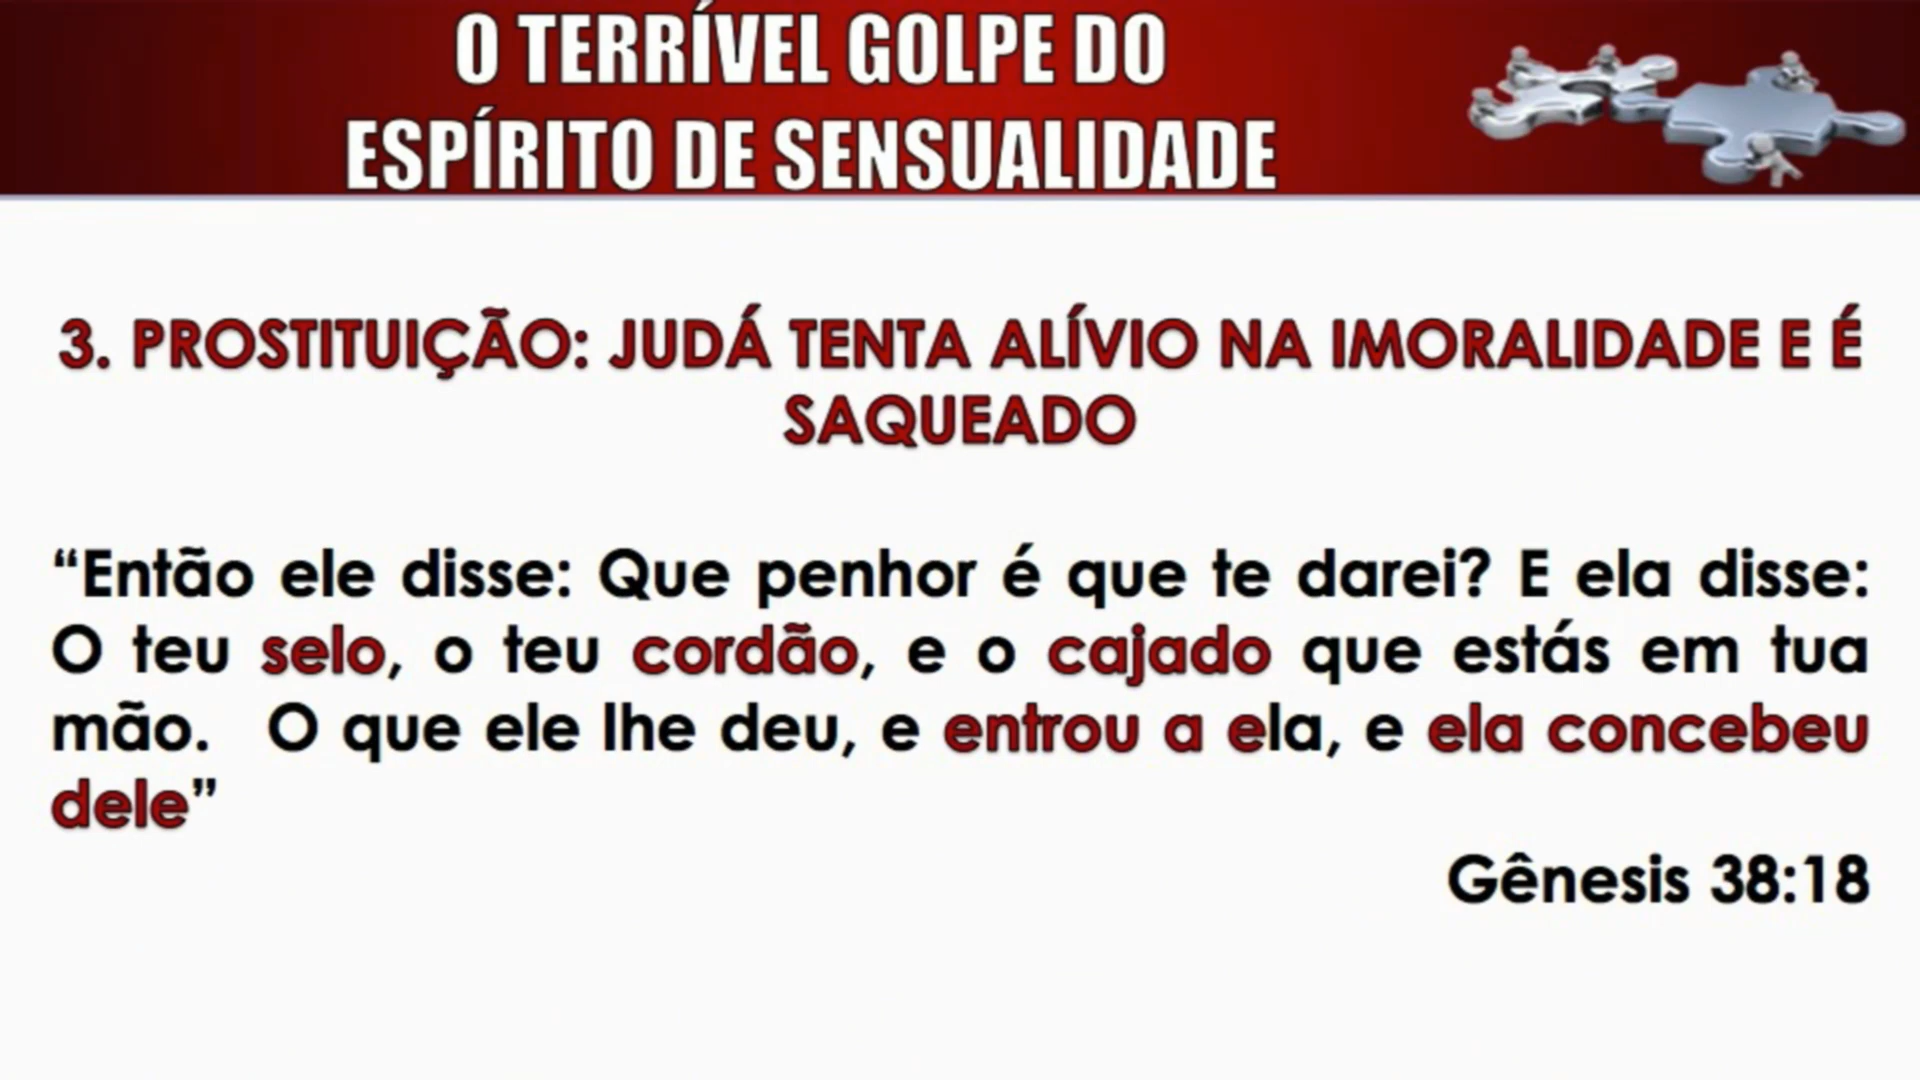 O TERRÍVEL GOLPE DO
ESPÍRITO DE SENSUALIDADE
3. PROSTITUIÇÃO: JUDÁ TENTA ALÍVIO NA IMORALIDADE E É
SAQUEADO
“Então ele disse: Que penhor é que te darei? E ela disse:
O teu selo, o teu cordão, e o cajado que estás em tua
mão. O que ele lhe deu, e entrou a ela, e ela concebeu
dele”
Gênesis 38:18